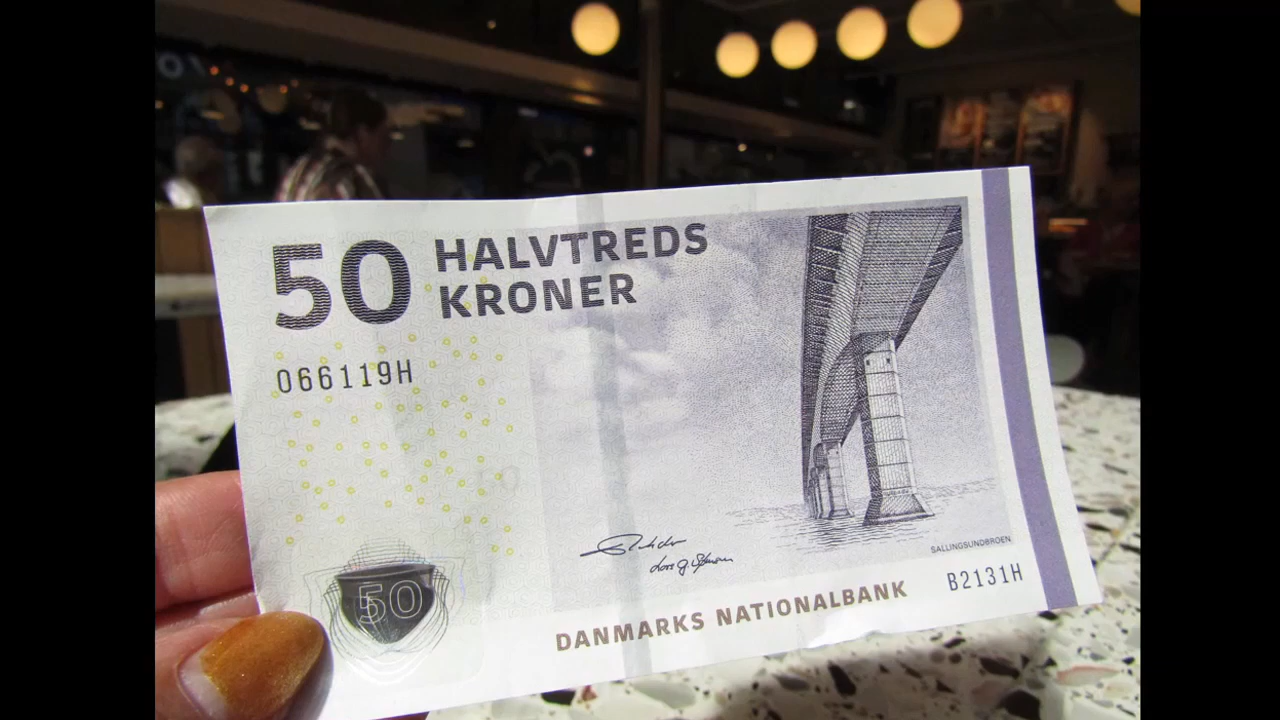 50
HALVTREDS
KRONER
066119H
50
SALLINGSUNDBROEN
B2131H
DANMARKS NATIONALBANK